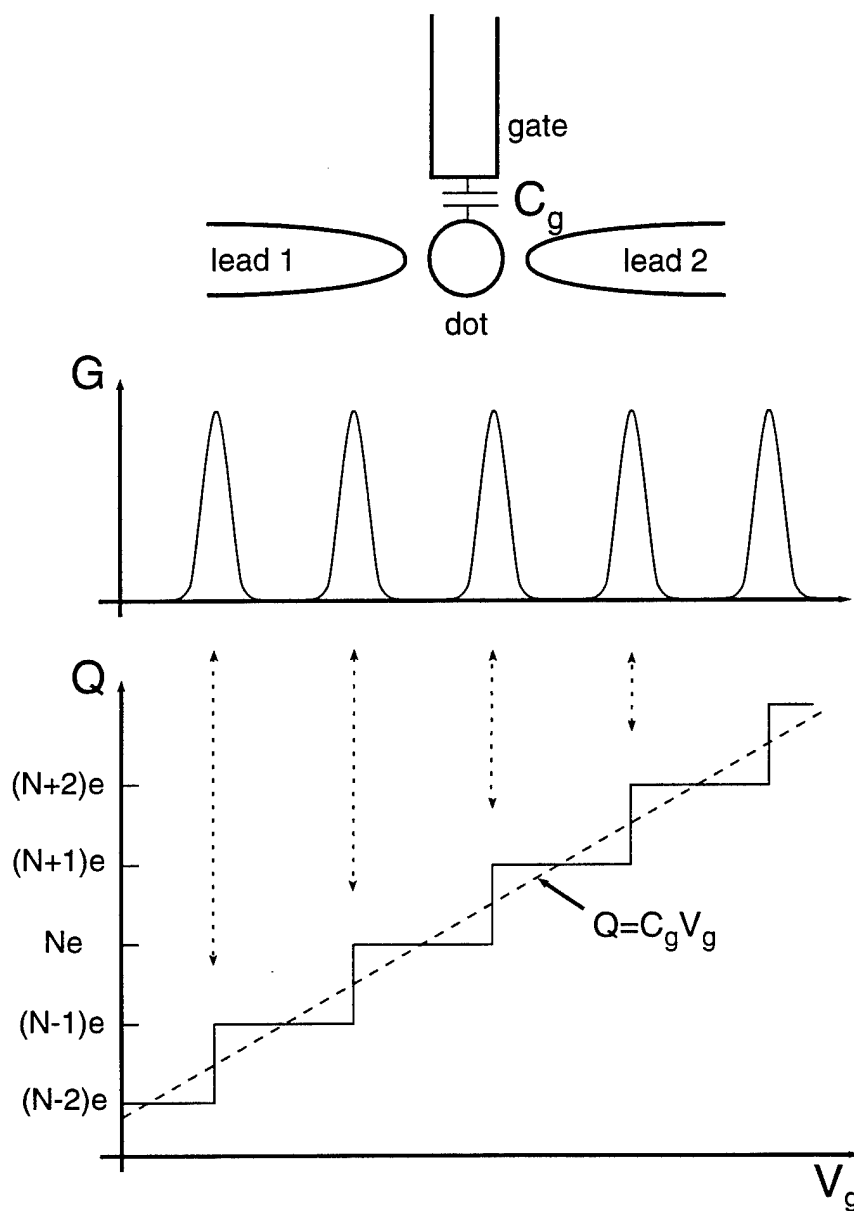 gate
C_g
lead 1
lead 2
dot
G
Q
(N+2)e
(N+1)e
Ne
Q=C_gV_g
(N-1)e
(N-2)e
V_g